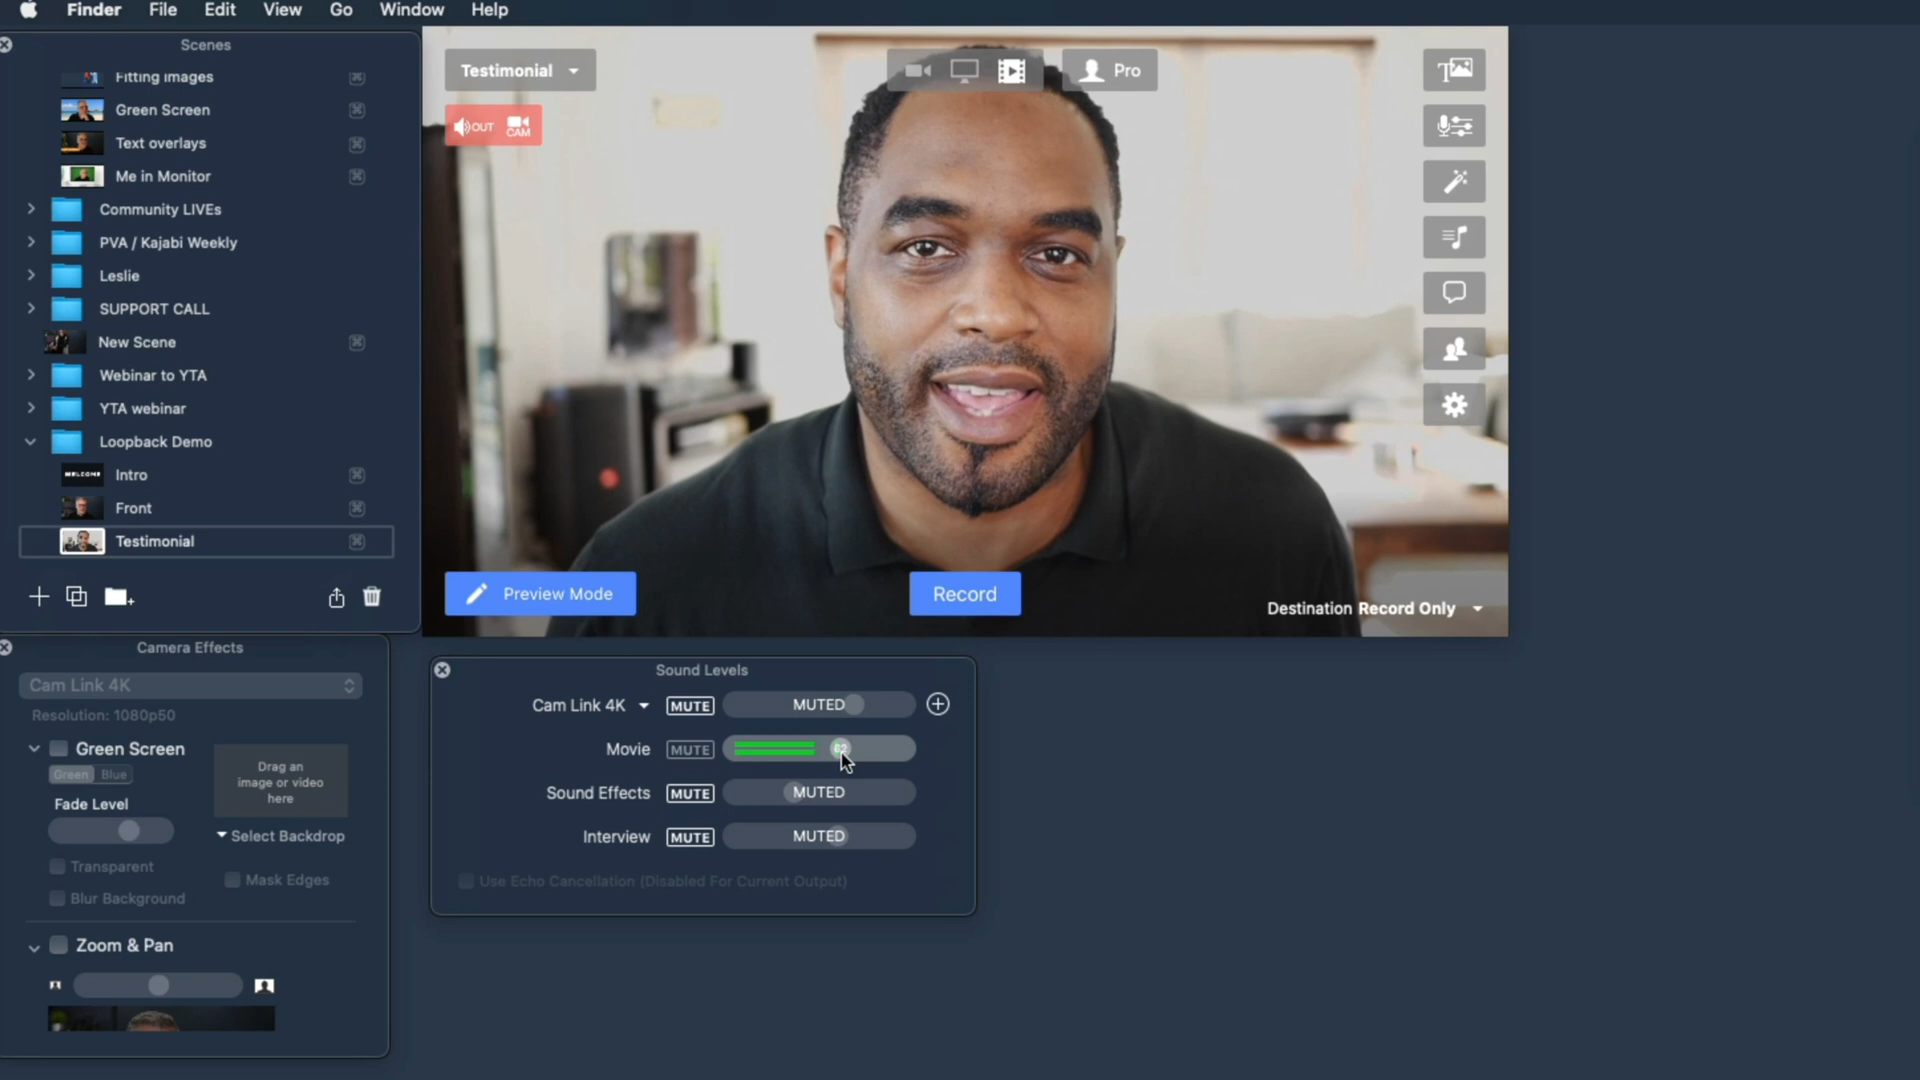 Finder File Edit View Go Window Help
Scenes
Fitting images
Green Screen
Text overlays
Me in Monitor
Community LIVEs
PVA / Kajabi Weekly
Leslie
SUPPORT CALL
New Scene
Webinar to YTA
YTA webinar
Loopback Demo
WELCOME Intro
Front
Testimonial
Testimonial
Pro
OUT CAM
T
Preview Mode
Record
Destination Record Only
Camera Effects
Cam Link 4K
Resolution: 1080p50
Green Screen
Green Blue
Drag an
image or video
here
Fade Level
Select Backdrop
Transparent
Mask Edges
Blur Background
Zoom & Pan
Sound Levels
Cam Link 4K MUTE MUTED
Movie MUTE 62
Sound Effects MUTE MUTED
Interview MUTE MUTED
Use Echo Cancellation (Disabled For Current Output)